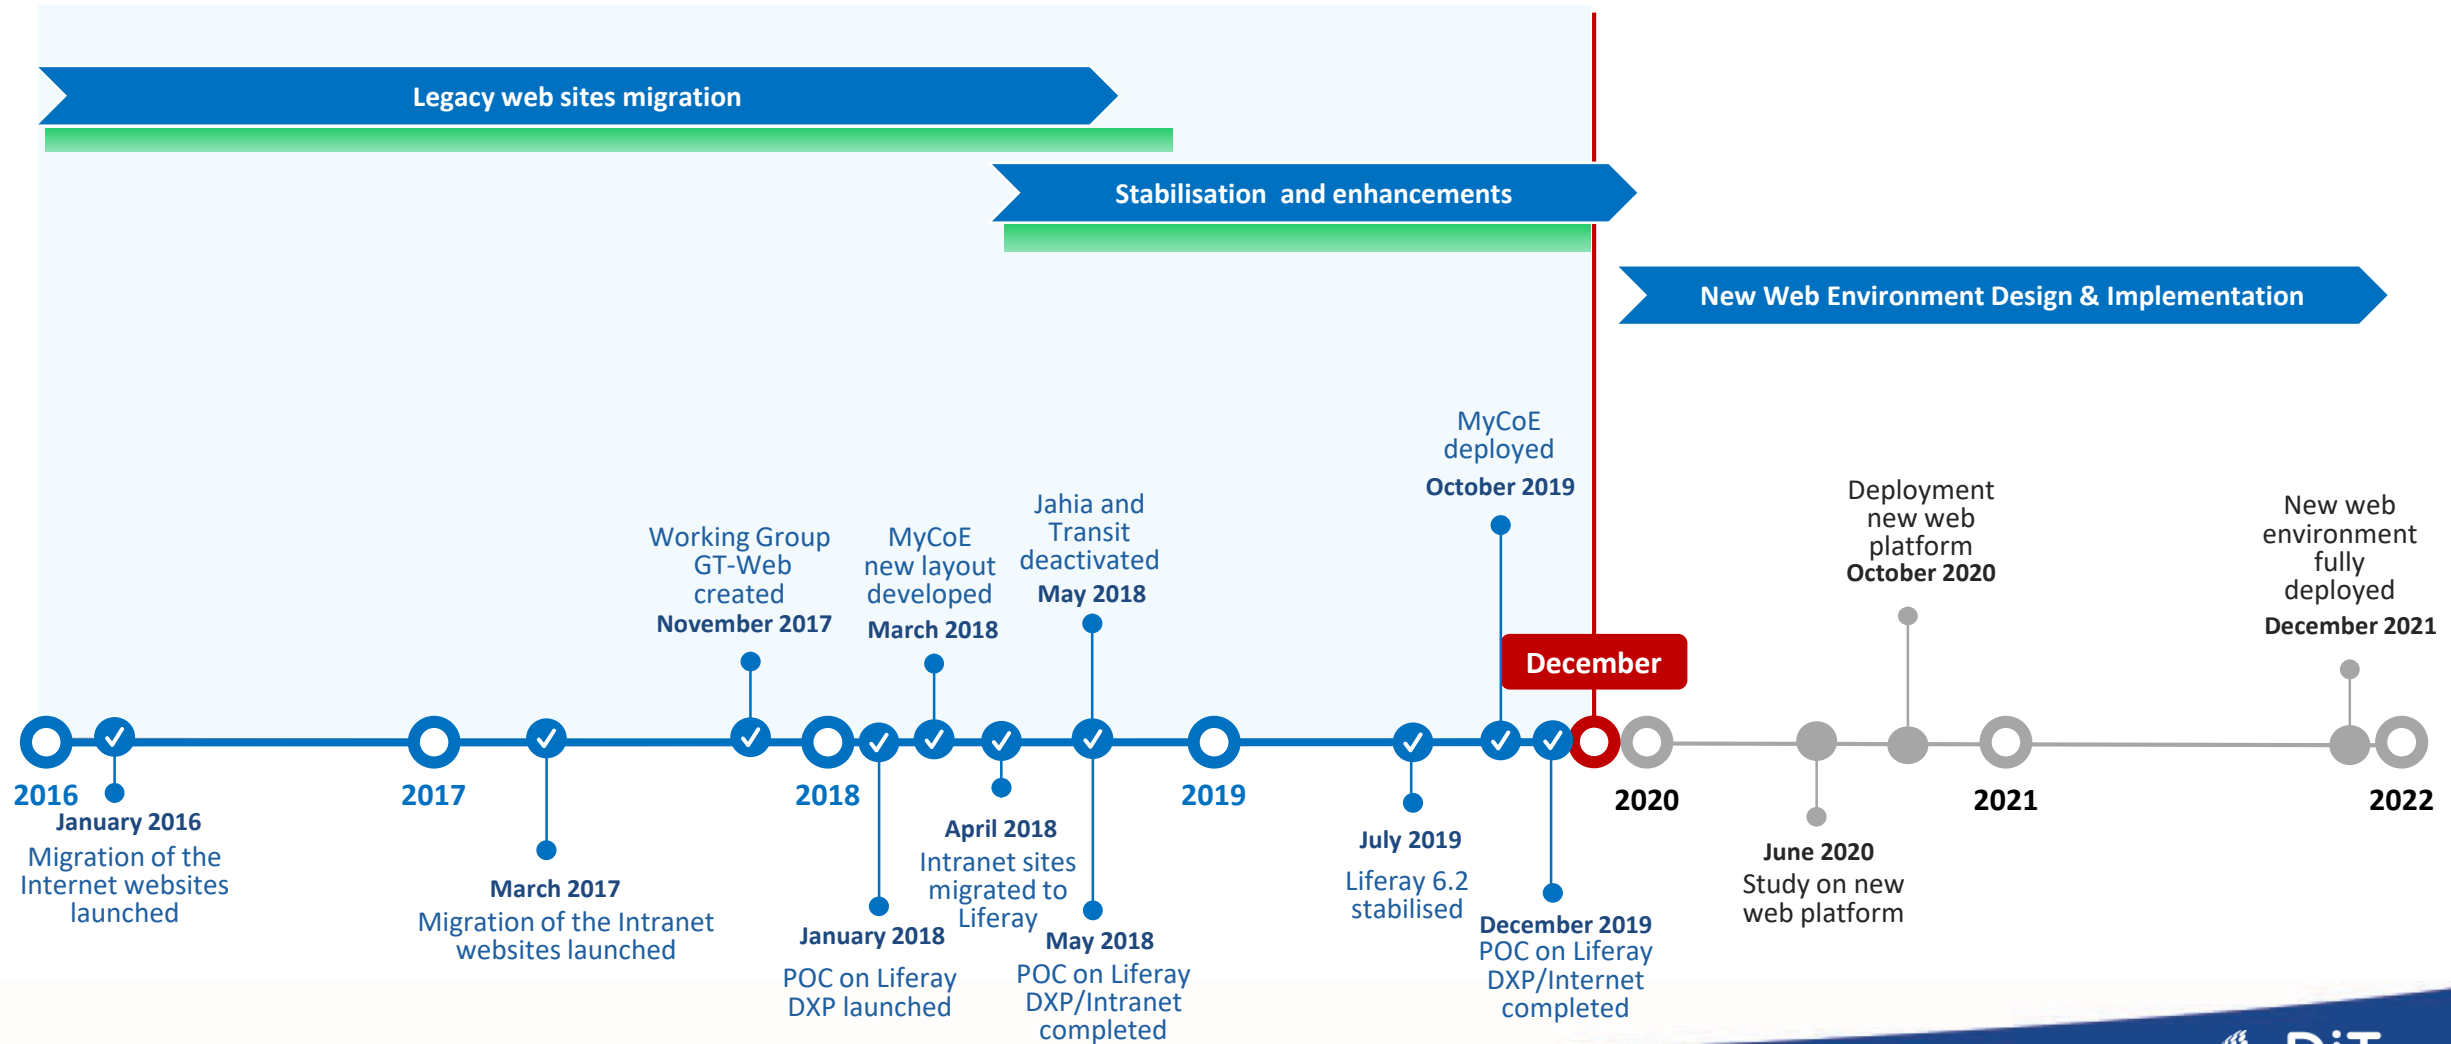 Legacy web sites migration
Stabilisation and enhancements
New Web Environment Design & Implementation
MyCoE
deployed
October 2019
Jahia and
Transit
deactivated
May 2018
Working Group
GT-Web
created
November 2017
MyCoE
new layout
developed
March 2018
Deployment
new web
platform
October 2020
New web
environment
fully
deployed
December 2021
December
2016
2017
2018
2019
2020
2021
2022
January 2016
Migration of the
Internet websites
launched
March 2017
Migration of the Intranet
websites launched
January 2018
POC on Liferay
DXP launched
April 2018
Intranet sites
migrated to
Liferay
May 2018
POC on Liferay
DXP/Intranet
completed
July 2019
Liferay 6.2
stabilised
December 2019
POC on Liferay
DXP/Internet
completed
June 2020
Study on new
web platform
DiT